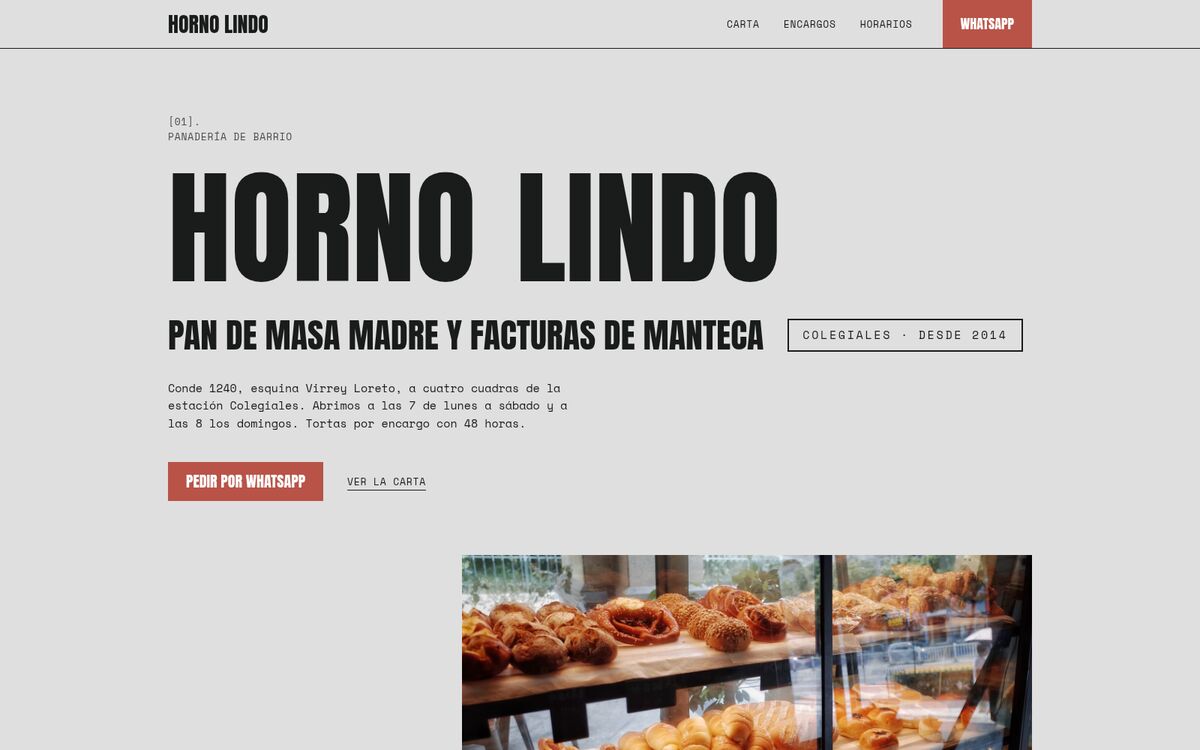 HORNO LINDO
CARTA
ENCARGOS
HORARIOS
WHATSAPP
[01].
PANADERÍA DE BARRIO
HORNO LINDO
PAN DE MASA MADRE Y FACTURAS DE MANTECA
COLEGIALES · DESDE 2014
Conde 1240, esquina Virrey Loreto, a cuatro cuadras de la
estación Colegiales. Abrimos a las 7 de lunes a sábado y a
las 8 los domingos. Tortas por encargo con 48 horas.
PEDIR POR WHATSAPP
VER LA CARTA